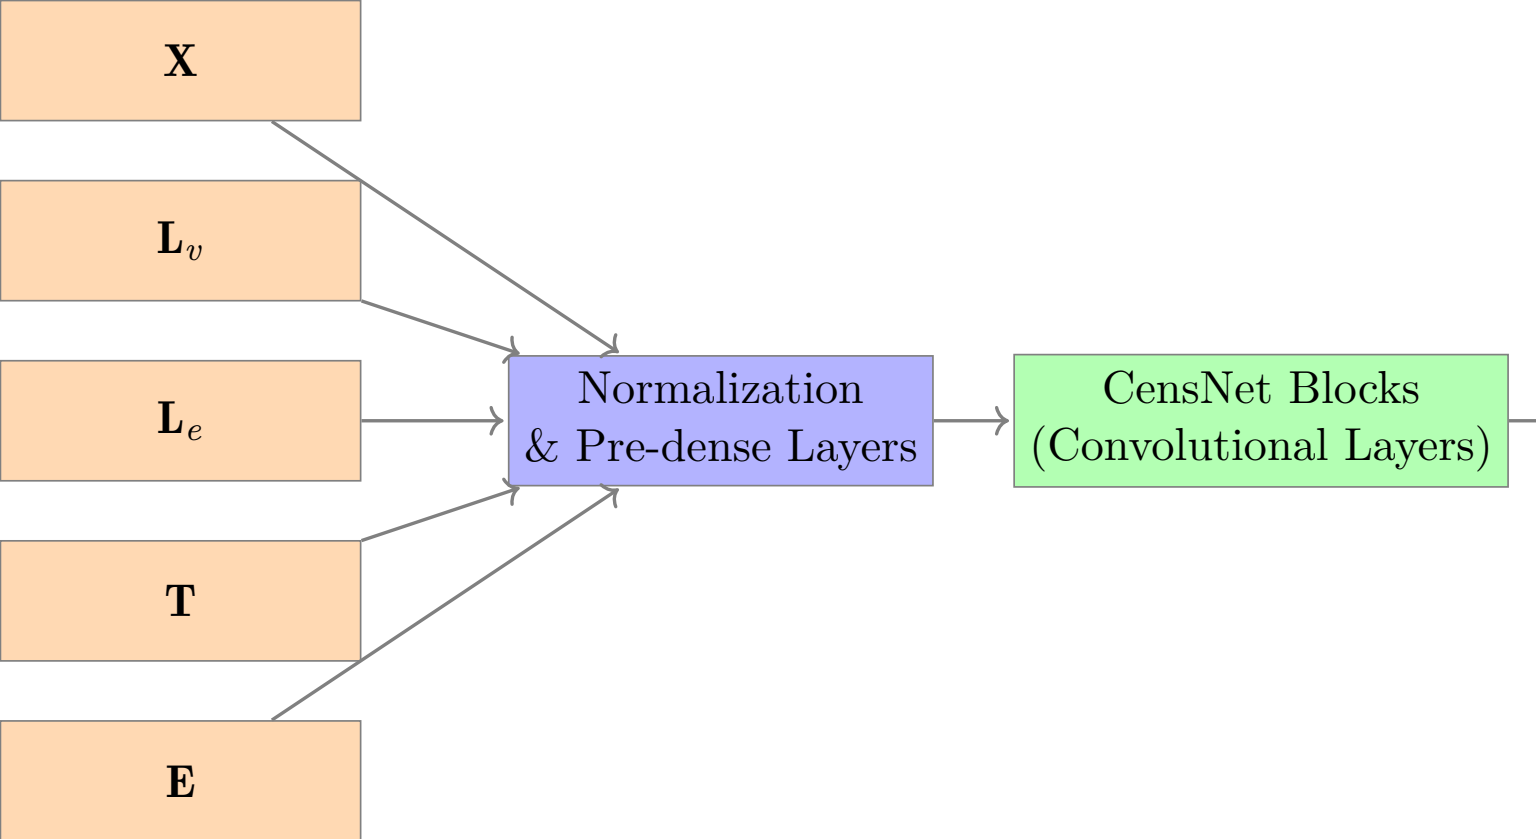 X
L_v
L_e
T
E
Normalization
& Pre-dense Layers
CensNet Blocks
(Convolutional Layers)